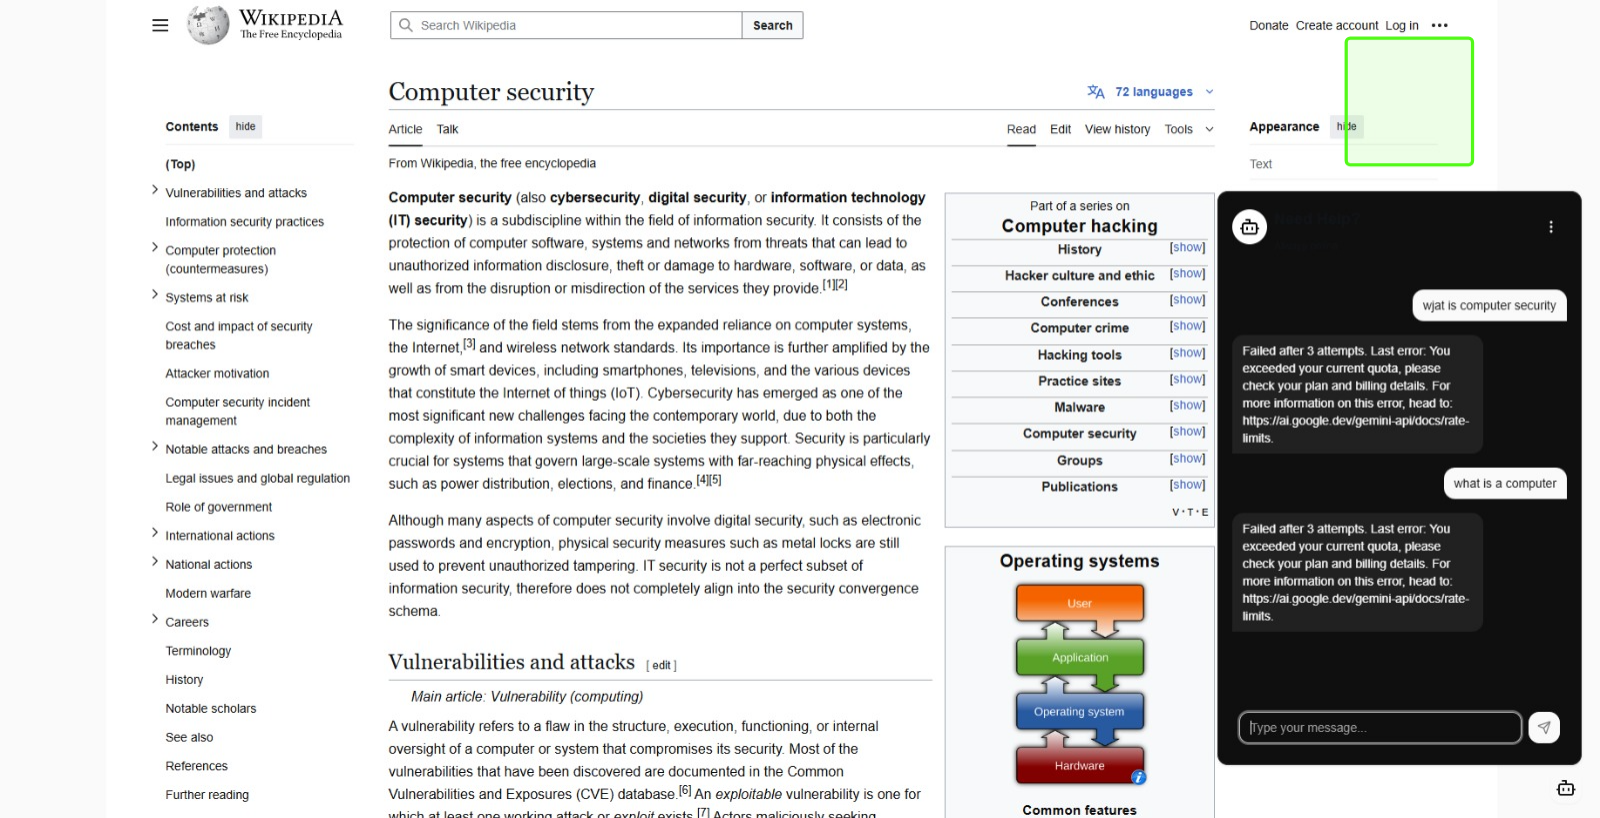 WIKIPEDIA
The Free Encyclopedia
Search Wikipedia
Search
Donate Create account Log in
Computer security
72 languages
Contents hide
Article Talk
Read Edit View history Tools
Appearance hide
(Top)
From Wikipedia, the free encyclopedia
Text
Vulnerabilities and attacks
Information security practices
Computer protection
(countermeasures)
Systems at risk
Cost and impact of security
breaches
Attacker motivation
Computer security incident
management
Notable attacks and breaches
Legal issues and global regulation
Role of government
International actions
National actions
Modern warfare
Careers
Terminology
History
Notable scholars
See also
References
Further reading
Computer security (also cybersecurity, digital security, or information technology
(IT) security) is a subdiscipline within the field of information security. It consists of the
protection of computer software, systems and networks from threats that can lead to
unauthorized information disclosure, theft or damage to hardware, software, or data, as
well as from the disruption or misdirection of the services they provide.[1][2]
The significance of the field stems from the expanded reliance on computer systems,
the Internet,[3] and wireless network standards. Its importance is further amplified by the
growth of smart devices, including smartphones, televisions, and the various devices
that constitute the Internet of things (IoT). Cybersecurity has emerged as one of the
most significant new challenges facing the contemporary world, due to both the
complexity of information systems and the societies they support. Security is particularly
crucial for systems that govern large-scale systems with far-reaching physical effects,
such as power distribution, elections, and finance.[4][5]
Although many aspects of computer security involve digital security, such as electronic
passwords and encryption, physical security measures such as metal locks are still
used to prevent unauthorized tampering. IT security is not a perfect subset of
information security, therefore does not completely align into the security convergence
schema.
Vulnerabilities and attacks [ edit ]
Main article: Vulnerability (computing)
A vulnerability refers to a flaw in the structure, execution, functioning, or internal
oversight of a computer or system that compromises its security. Most of the
vulnerabilities that have been discovered are documented in the Common
Vulnerabilities and Exposures (CVE) database.[6] An exploitable vulnerability is one for
which at least one working attack or exploit exists.[7] Actors maliciously seeking
Part of a series on
Computer hacking
History [show]
Hacker culture and ethic [show]
Conferences [show]
Computer crime [show]
Hacking tools [show]
Practice sites [show]
Malware [show]
Computer security [show]
Groups [show]
Publications [show]
V · T · E
Operating systems
User
Application
Operating system
Hardware
Common features
Need Help?
wjat is computer security
Failed after 3 attempts. Last error: You
exceeded your current quota, please
check your plan and billing details. For
more information on this error, head to:
https://ai.google.dev/gemini-api/docs/rate-
limits.
what is a computer
Failed after 3 attempts. Last error: You
exceeded your current quota, please
check your plan and billing details. For
more information on this error, head to:
https://ai.google.dev/gemini-api/docs/rate-
limits.
Type your message...